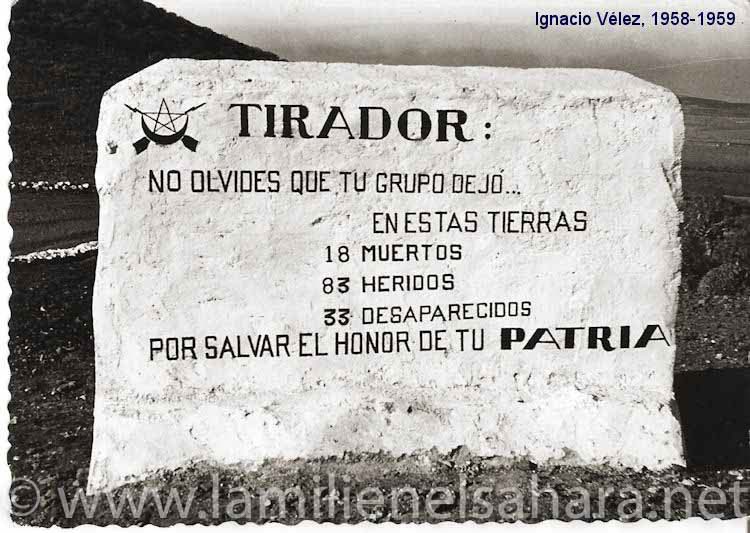 Ignacio Vélez, 1958-1959
TIRADOR:
NO OLVIDES QUE TU GRUPO DEJÓ...
EN ESTAS TIERRAS
18 MUERTOS
83 HERIDOS
33 DESAPARECIDOS
POR SALVAR EL HONOR DE TU PATRIA
© www.lamilienelsahara.net